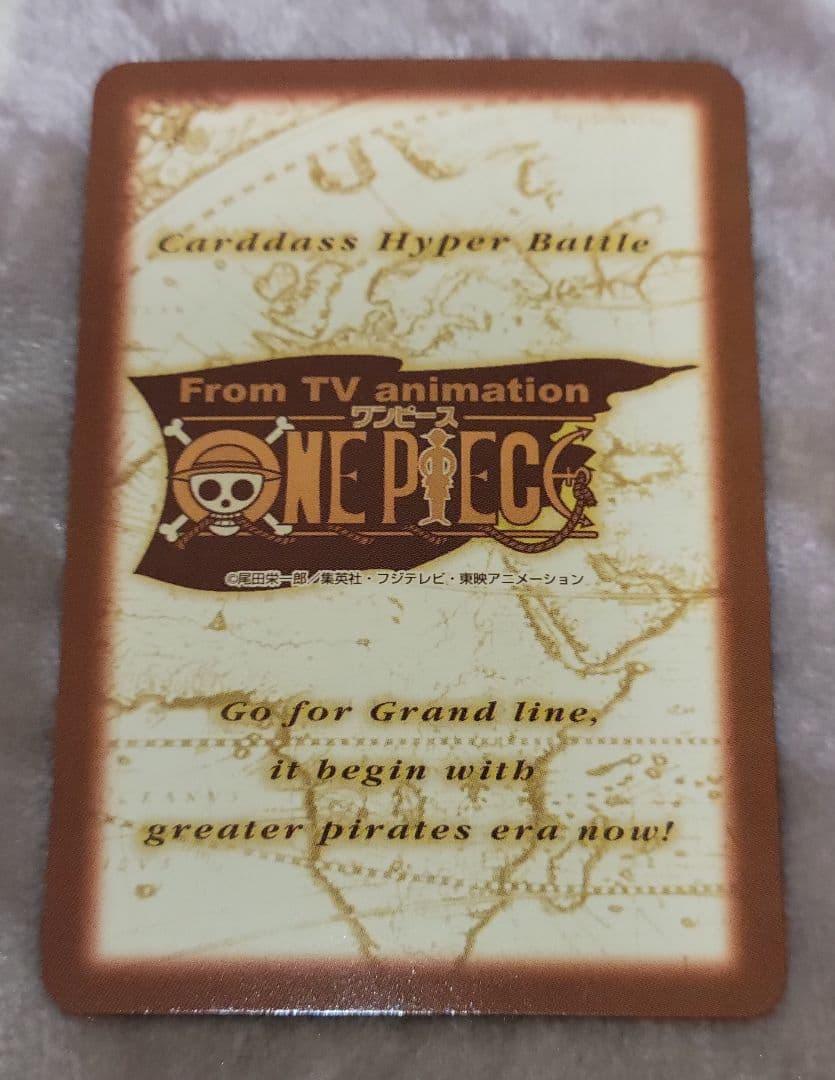 Carddass Hyper Battle
From TV animation
ワンピース
ONE PIECE
©尾田栄一郎／集英社・フジテレビ・東映アニメーション
Go for Grand line,
it begin with
greater pirates era now!